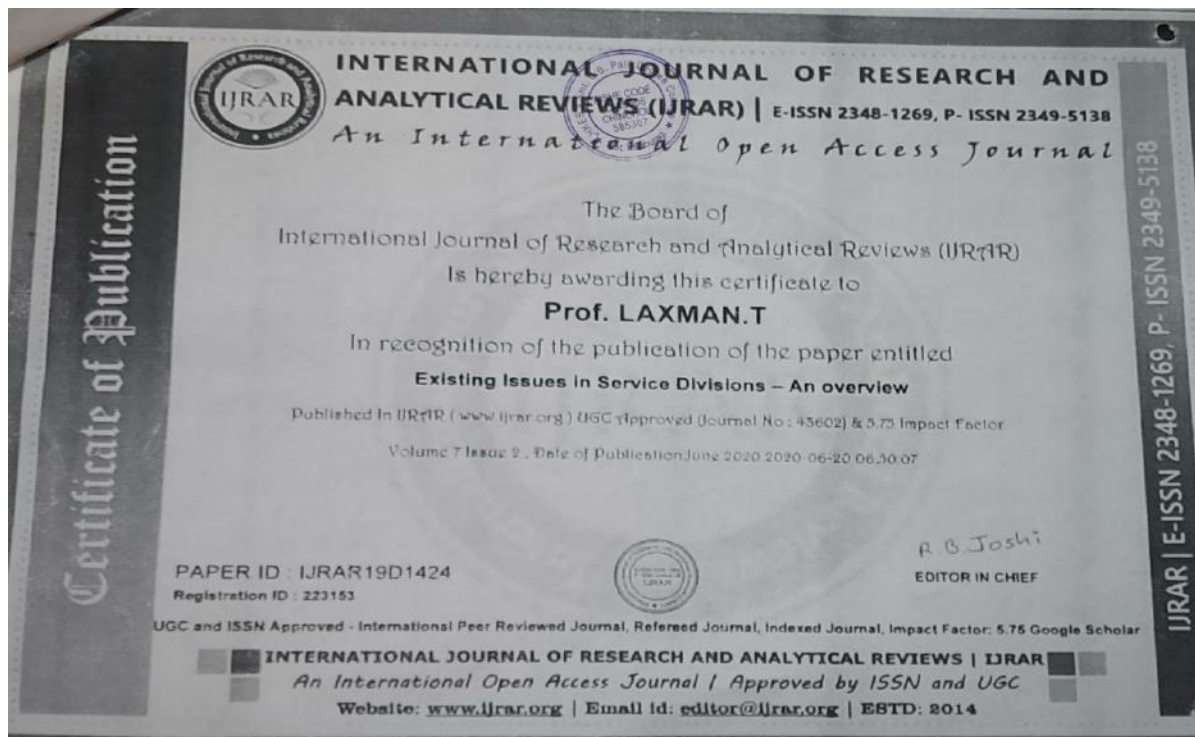 Certificate of Publication
IJRAR
INTERNATIONAL JOURNAL OF RESEARCH AND
ANALYTICAL REVIEWS (IJRAR) | E-ISSN 2348-1269, P- ISSN 2349-5138
An International Open Access Journal
CODE
585307
The Board of
International Journal of Research and Analytical Reviews (IJRAR)
Is hereby awarding this certificate to
Prof. LAXMAN.T
In recognition of the publication of the paper entitled
Existing Issues in Service Divisions – An overview
Published In IJRAR ( www.ijrar.org ) UGC Approved (Journal No : 43602) & 5.75 Impact Factor
Volume 7 Issue 2 , Date of Publication:June 2020 2020-06-20 06:30:07
PAPER ID : IJRAR19D1424
Registration ID : 223153
R.B.Joshi
EDITOR IN CHIEF
UGC and ISSN Approved - International Peer Reviewed Journal, Refereed Journal, Indexed Journal, Impact Factor: 5.75 Google Scholar
INTERNATIONAL JOURNAL OF RESEARCH AND ANALYTICAL REVIEWS | IJRAR
An International Open Access Journal | Approved by ISSN and UGC
Website: www.ijrar.org | Email id: editor@ijrar.org | ESTD: 2014
IJRAR | E-ISSN 2348-1269, P- ISSN 2349-5138